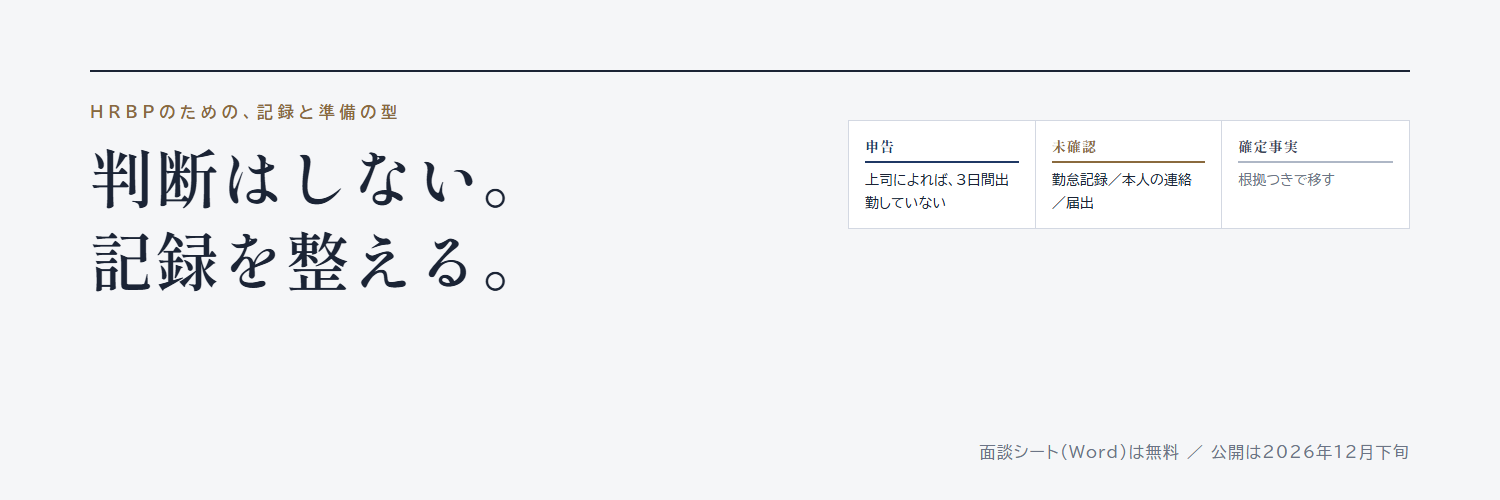 HRBPのための、記録と準備の型
判断はしない。
記録を整える。
申告
上司によれば、3日間出
勤していない
未確認
勤怠記録／本人の連絡
／届出
確定事実
根拠つきで移す
面談シート(Word)は無料 ／ 公開は2026年12月下旬